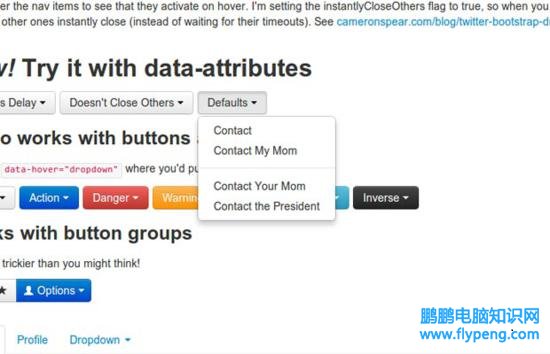 er the nav items to see that they activate on hover. I'm setting the instantlyCloseOthers flag to true, so when you
other ones instantly close (instead of waiting for their timeouts). See cameronspear.com/blog/twitter-bootstrap-d
! Try it with data-attributes
s Delay Doesn't Close Others Defaults
Contact
Contact My Mom
Contact Your Mom
Contact the President
o works with buttons a
data-hover="dropdown" where you'd pu
Action Danger Warnin Inverse
ks with button groups
trickier than you might think!
Options
Profile Dropdown
鹏鹏电脑知识网
www.flypeng.com